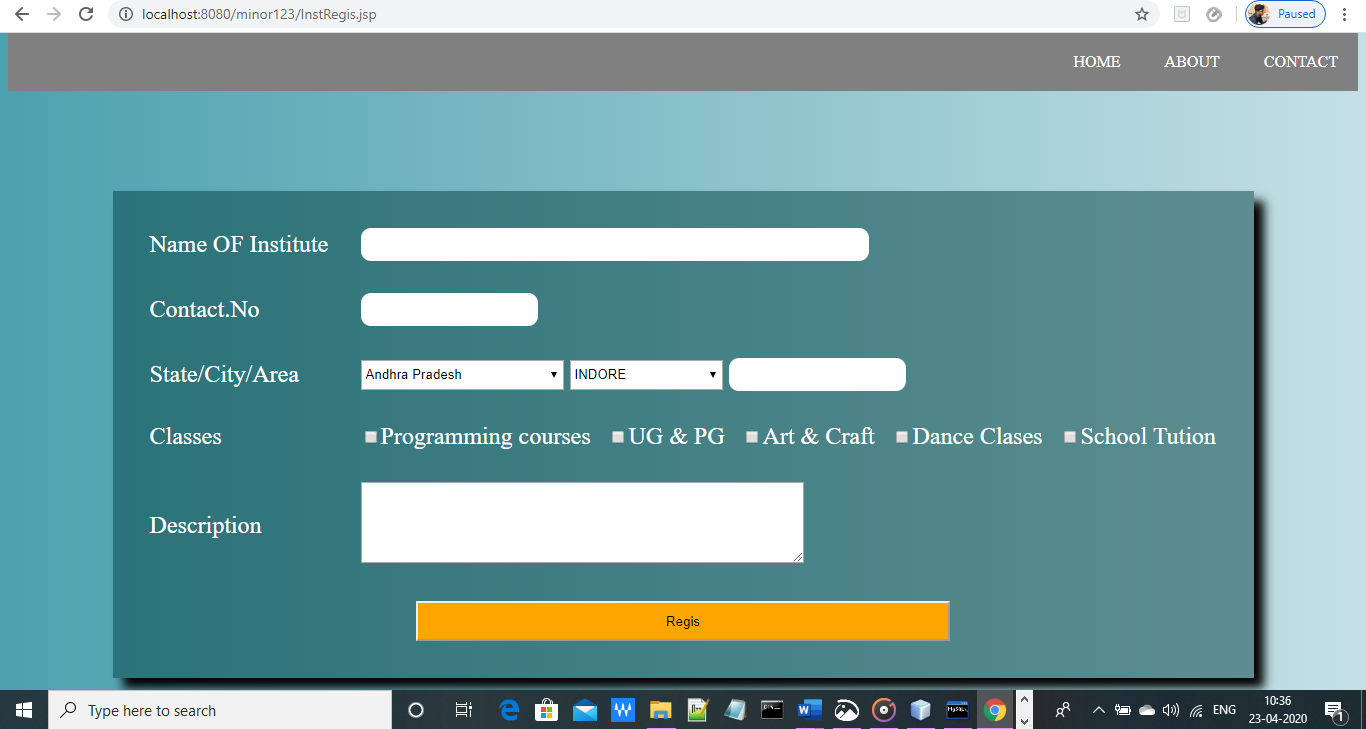 localhost:8080/minor123/InstRegis.jsp
Paused
HOME ABOUT CONTACT
Name OF Institute
Contact.No
State/City/Area Andhra Pradesh INDORE
Classes Programming courses UG & PG Art & Craft Dance Clases School Tution
Description
Regis
Type here to search
ENG
10:36
23-04-2020
1